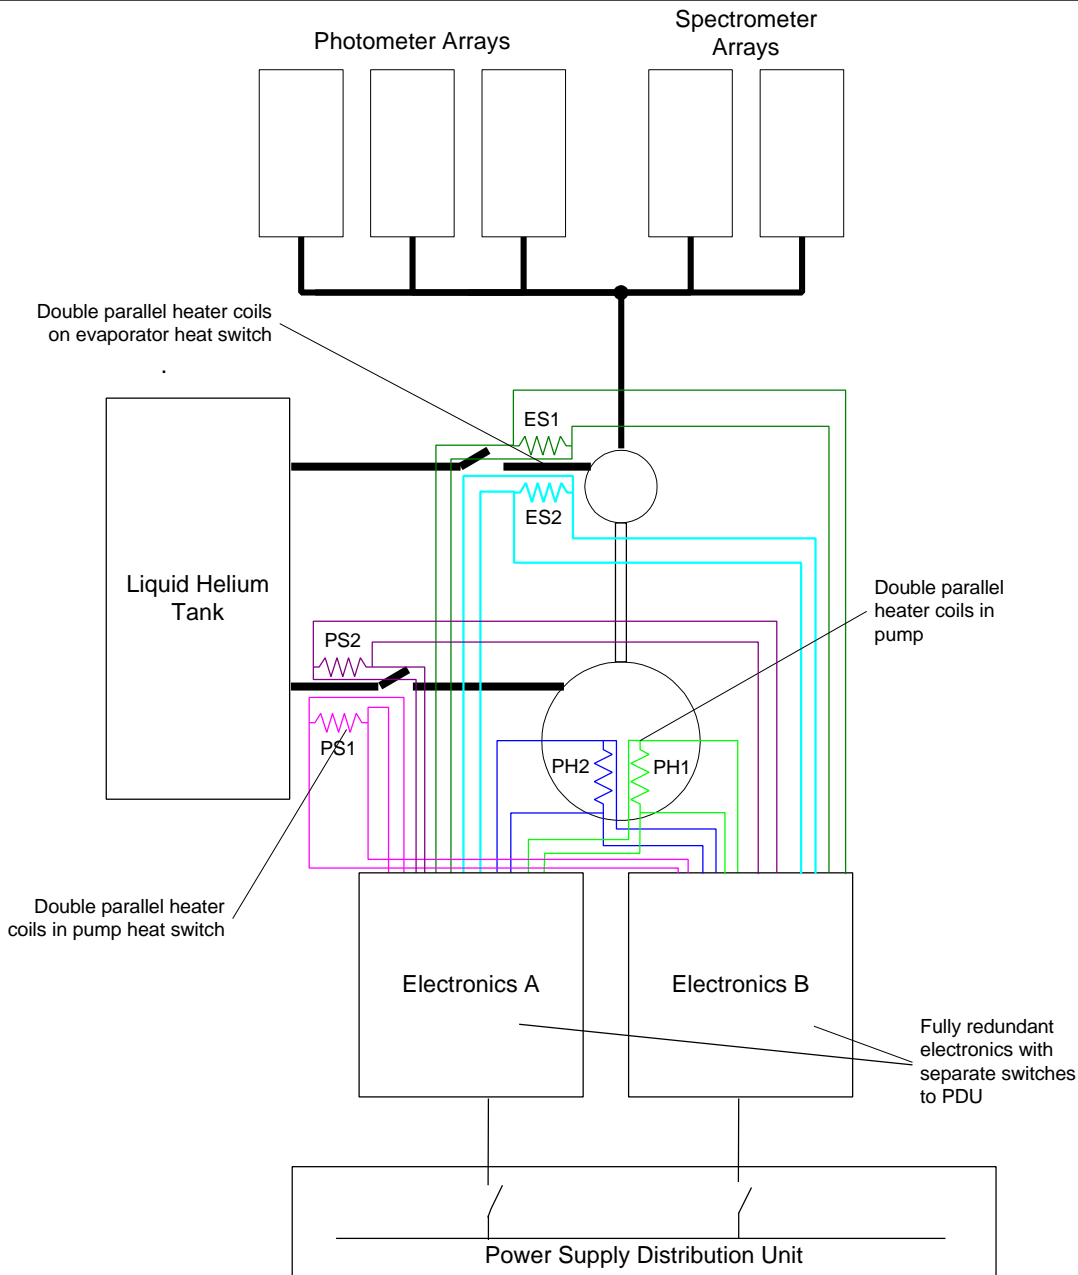 Photometer Arrays
Spectrometer
Arrays
Double parallel heater coils
on evaporator heat switch
.
ES1
ES2
Liquid Helium
Tank
Double parallel
heater coils in
pump
PS2
PS1
PH2
PH1
Double parallel heater
coils in pump heat switch
Electronics A
Electronics B
Fully redundant
electronics with
separate switches
to PDU
Power Supply Distribution Unit